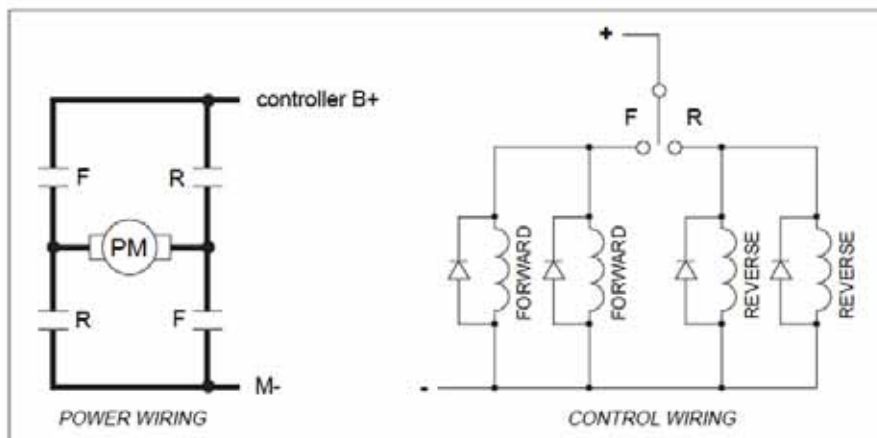 controller B+
F R
PM
R F
M-
POWER WIRING
+
F R
FORWARD
FORWARD
REVERSE
REVERSE
-
CONTROL WIRING